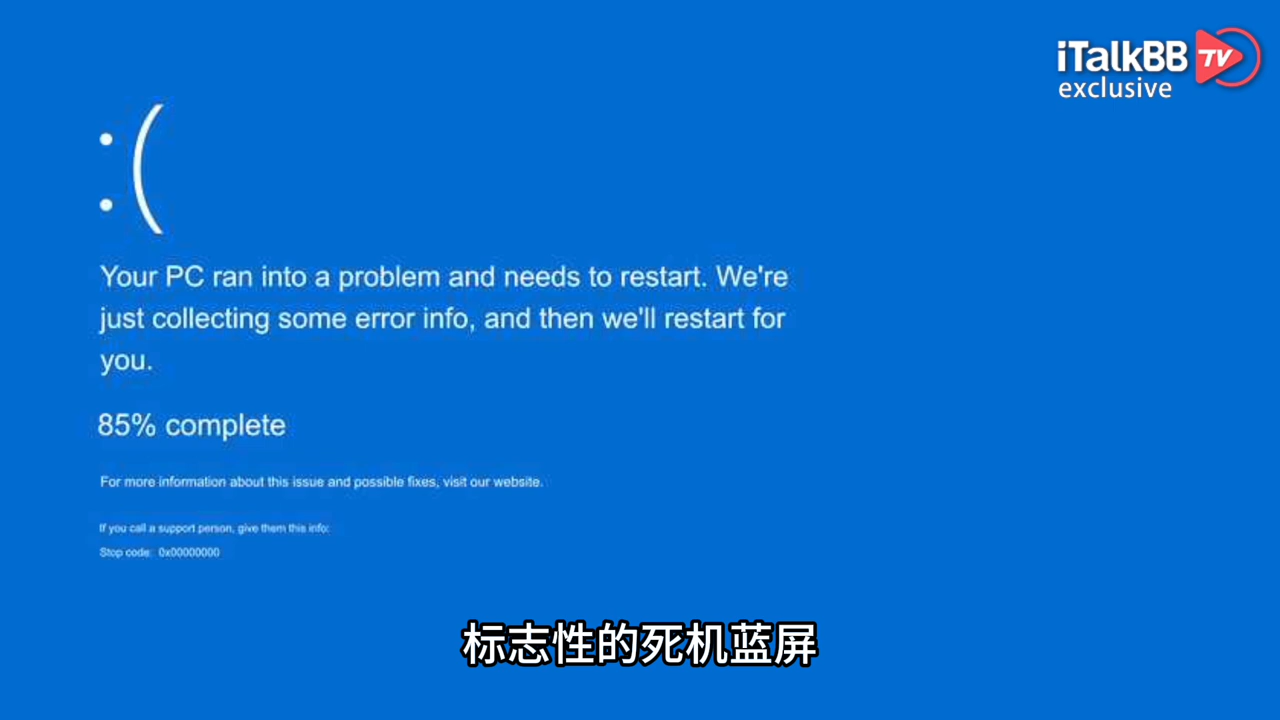 iTalkBB TV
exclusive
:(
Your PC ran into a problem and needs to restart. We're
just collecting some error info, and then we'll restart for
you.
85% complete
For more information about this issue and possible fixes, visit our website.
If you call a support person, give them this info:
Stop code: 0x00000000
标志性的死机蓝屏